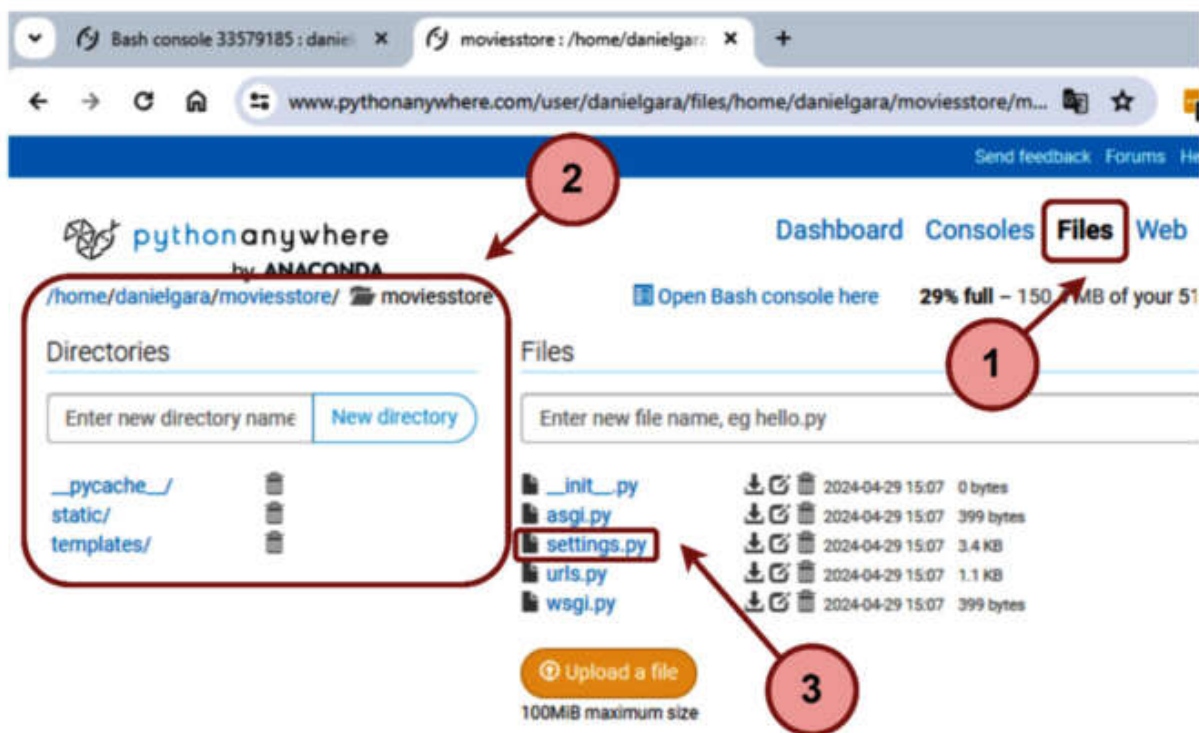 Bash console 33579185 : daniel
moviesstore : /home/danielgara
www.pythonanywhere.com/user/danielgara/files/home/danielgara/moviesstore/m...
Send feedback Forums He
2
pythonanywhere
by ANACONDA
Dashboard Consoles Files Web
/home/danielgara/moviesstore/ moviesstore
Open Bash console here 29% full – 150. MB of your 51
1
Directories
Files
Enter new directory name New directory
Enter new file name, eg hello.py
__pycache__/
static/
templates/
__init__.py 2024-04-29 15:07 0 bytes
asgi.py 2024-04-29 15:07 399 bytes
settings.py 2024-04-29 15:07 3.4 KB
urls.py 2024-04-29 15:07 1.1 KB
wsgi.py 2024-04-29 15:07 399 bytes
Upload a file
3
100MiB maximum size